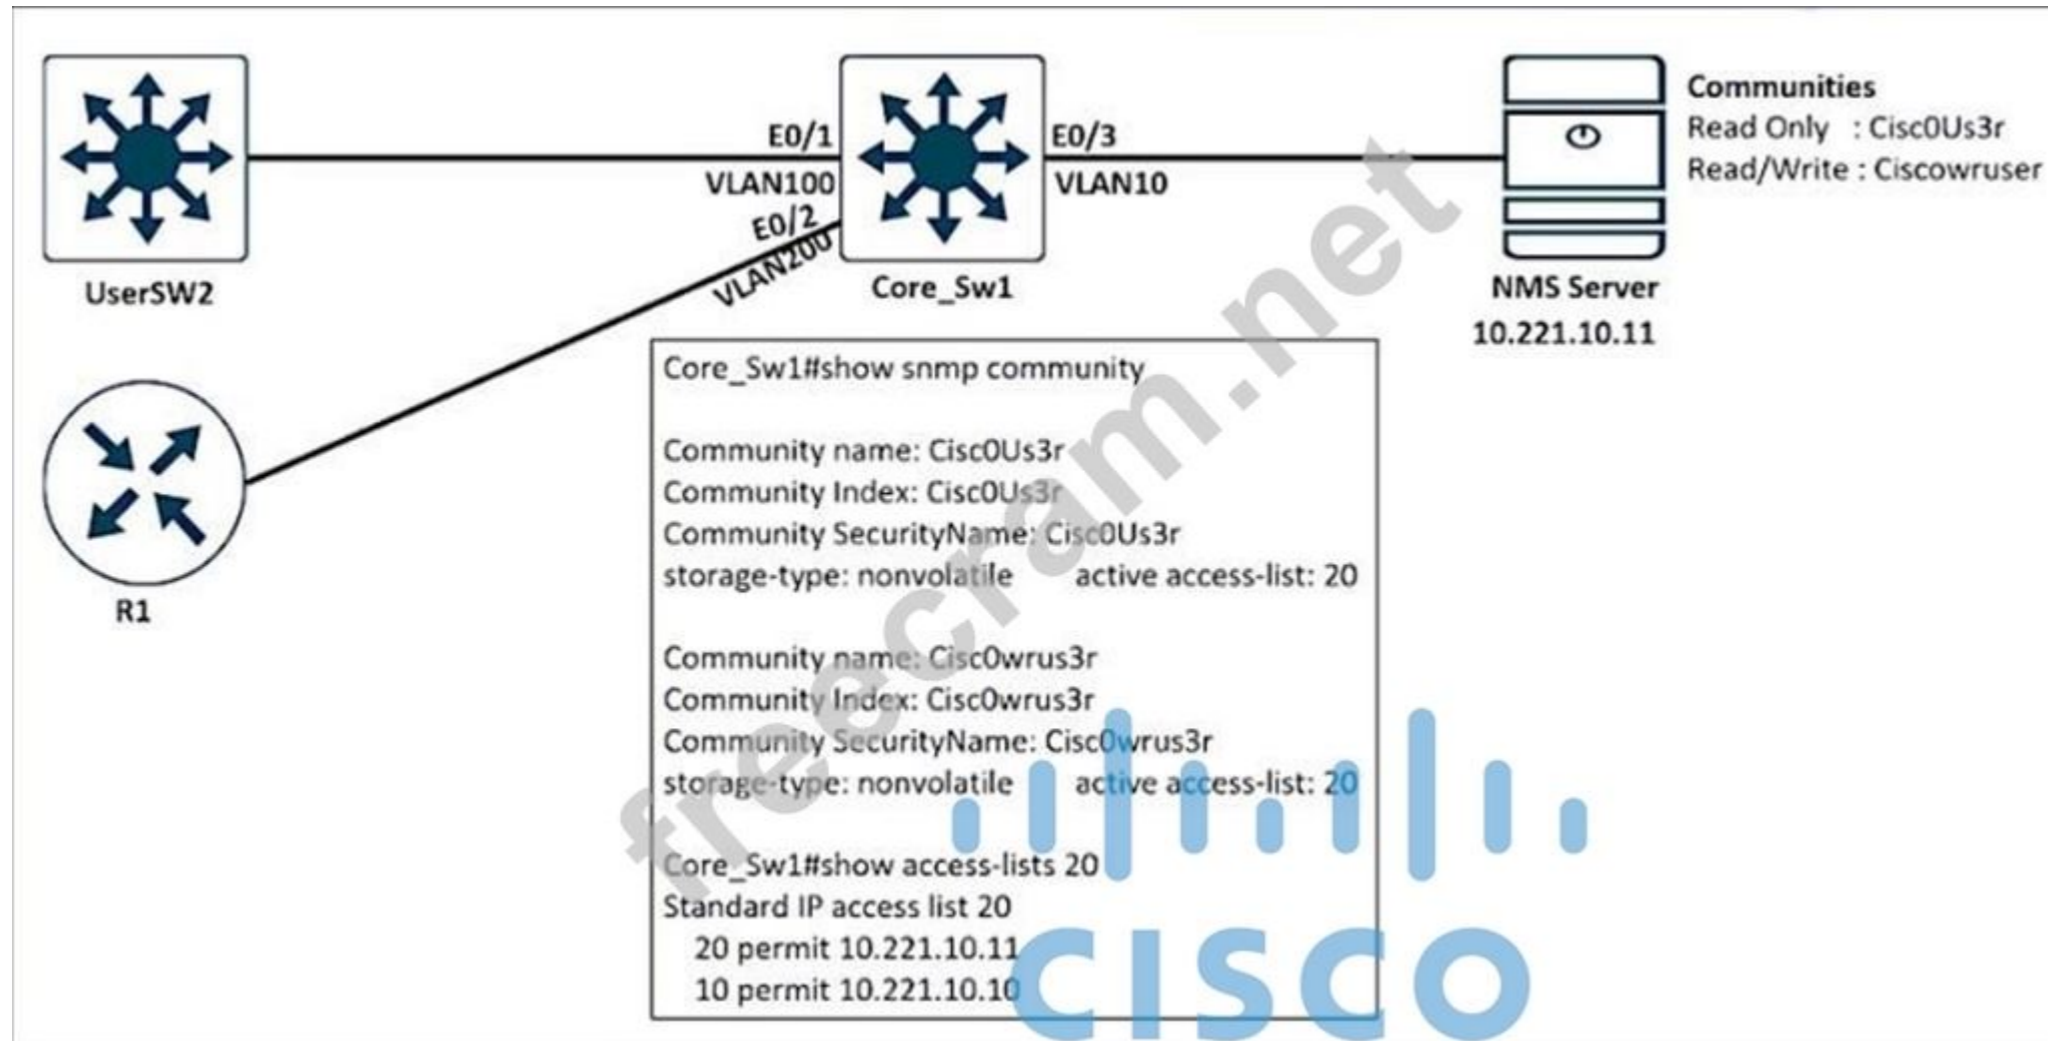 Communities
Read Only : Cisc0Us3r
Read/Write : Ciscowruser
E0/1
VLAN100
E0/2
VLAN200
E0/3
VLAN10
UserSW2
Core_Sw1
NMS Server
10.221.10.11
R1
Core_Sw1#show snmp community
Community name: Cisc0Us3r
Community Index: Cisc0Us3r
Community SecurityName: Cisc0Us3r
storage-type: nonvolatile active access-list: 20
Community name: Cisc0wrus3r
Community Index: Cisc0wrus3r
Community SecurityName: Cisc0wrus3r
storage-type: nonvolatile active access-list: 20
Core_Sw1#show access-lists 20
Standard IP access list 20
20 permit 10.221.10.11
10 permit 10.221.10.10
freecram.net
CISCO